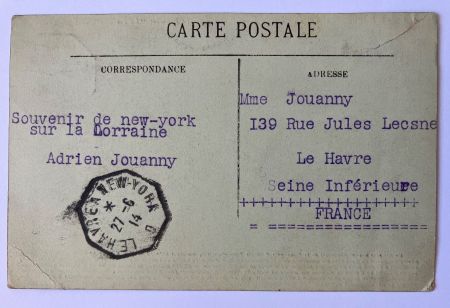 CARTE POSTALE
CORRESPONDANCE
ADRESSE
Souvenir de new-york
sur la Lorraine
Adrien Jouanny
Mme Jouanny
139 Rue Jules Lecsne
Le Havre
Seine Inférieure
FRANCE
LE HAVRE A NEW-YORK D
* 27 -6
14